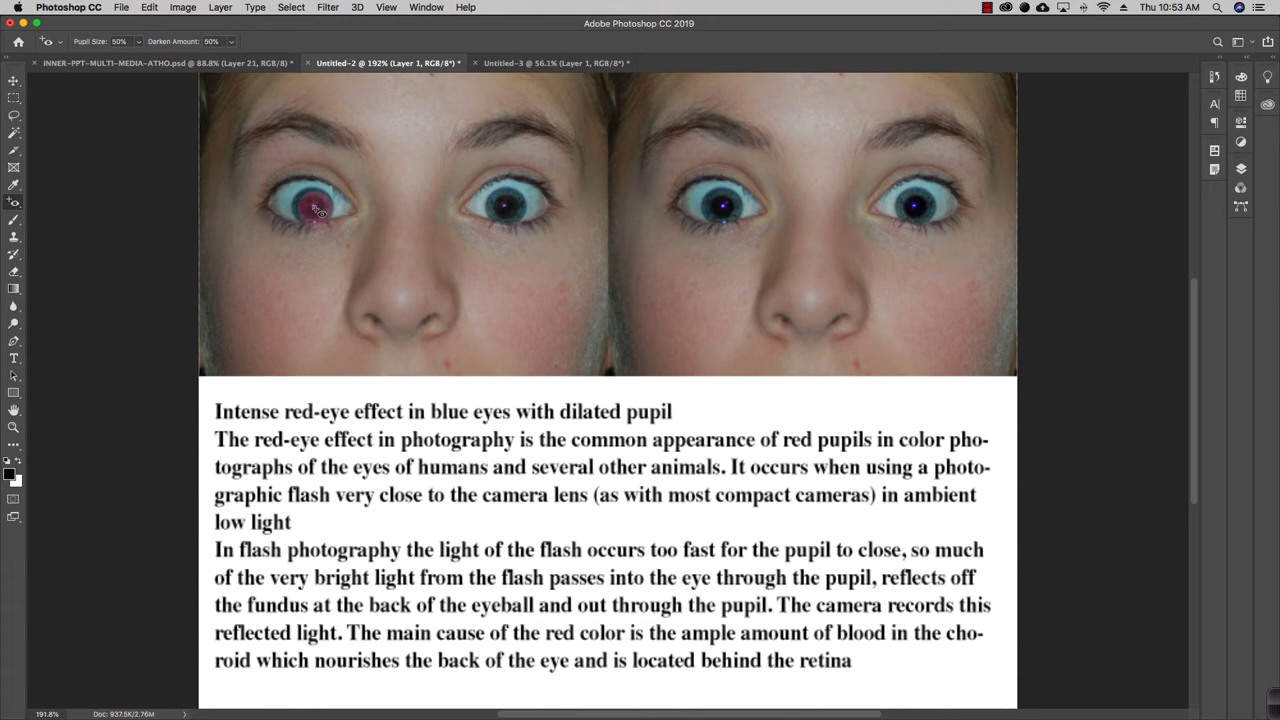 Photoshop CC File Edit Image Layer Type Select Filter 3D View Window Help Thu 10:53 AM
Adobe Photoshop CC 2019
Pupil Size: 50% Darken Amount: 50%
INNER-PPT-MULTI-MEDIA-ATHO.psd @ 88.8% (Layer 21, RGB/8) * Untitled-2 @ 192% (Layer 1, RGB/8*) * Untitled-3 @ 56.1% (Layer 1, RGB/8*) *
Intense red-eye effect in blue eyes with dilated pupil
The red-eye effect in photography is the common appearance of red pupils in color pho-
tographs of the eyes of humans and several other animals. It occurs when using a photo-
graphic flash very close to the camera lens (as with most compact cameras) in ambient
low light
In flash photography the light of the flash occurs too fast for the pupil to close, so much
of the very bright light from the flash passes into the eye through the pupil, reflects off
the fundus at the back of the eyeball and out through the pupil. The camera records this
reflected light. The main cause of the red color is the ample amount of blood in the cho-
roid which nourishes the back of the eye and is located behind the retina
191.8% Doc: 937.5K/2.76M